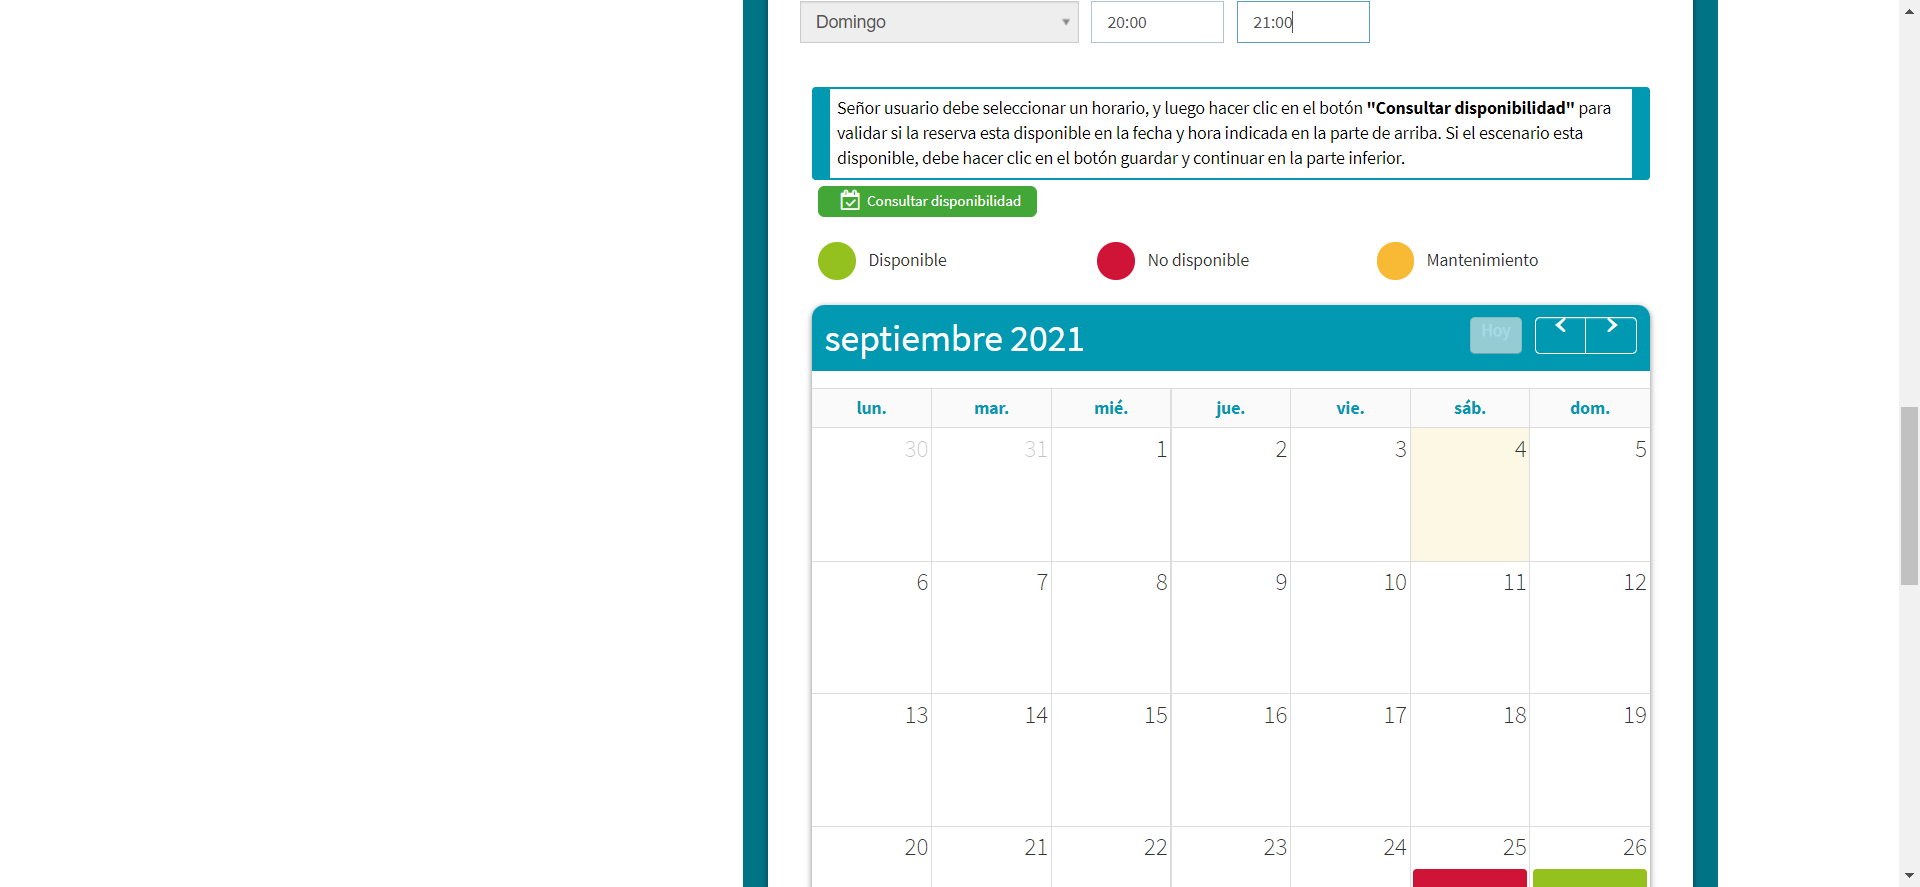 Domingo 20:00 21:00
Señor usuario debe seleccionar un horario, y luego hacer clic en el botón "Consultar disponibilidad" para
validar si la reserva esta disponible en la fecha y hora indicada en la parte de arriba. Si el escenario esta
disponible, debe hacer clic en el botón guardar y continuar en la parte inferior.
Consultar disponibilidad
Disponible No disponible Mantenimiento
septiembre 2021 Hoy
lun. mar. mié. jue. vie. sáb. dom.
30 31 1 2 3 4 5
6 7 8 9 10 11 12
13 14 15 16 17 18 19
20 21 22 23 24 25 26